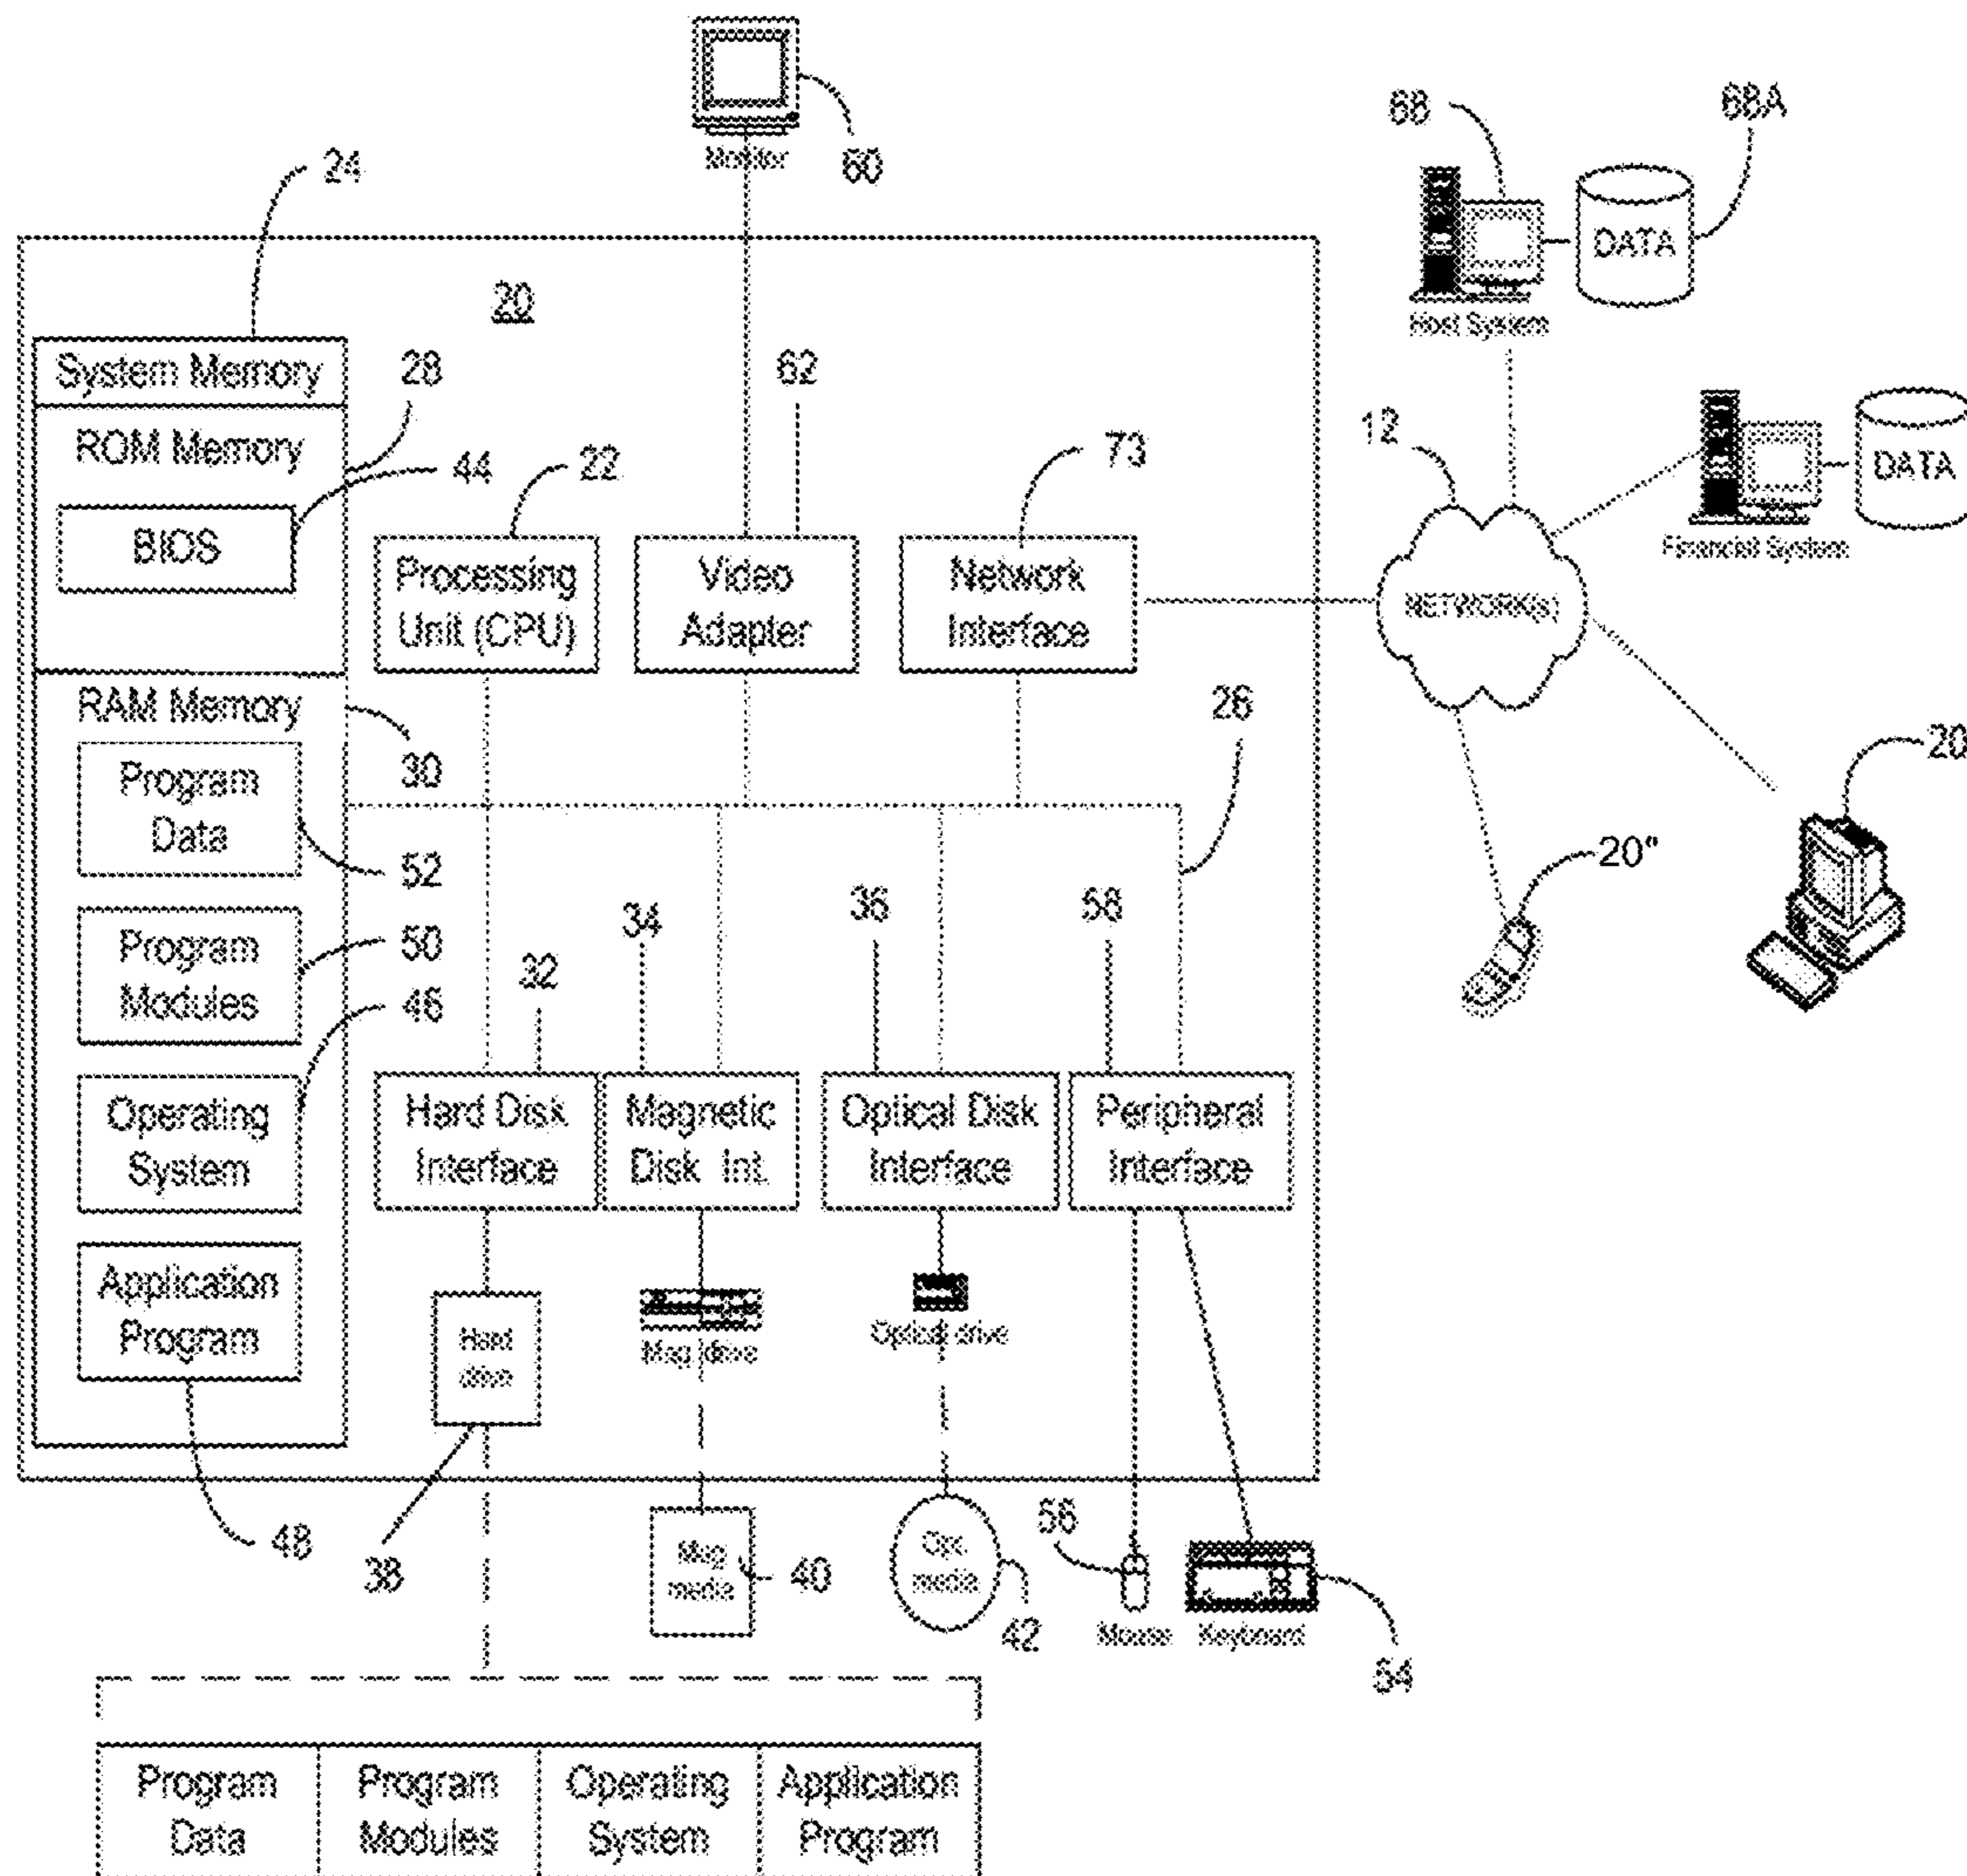 Monitor
60
24
68
68A
DATA
Host System
20
System Memory
28
62
ROM Memory
44
22
73
12
DATA
Financial System
BIOS
Processing
Unit (CPU)
Video
Adapter
Network
Interface
NETWORK(s)
RAM Memory
30
26
20
Program
Data
52
20"
Program
Modules
50
34
36
58
32
46
Operating
System
Hard Disk
Interface
Magnetic
Disk Int.
Optical Disk
Interface
Peripheral
Interface
Application
Program
Hard
drive
Mag drive
Optical drive
48
38
Mag
media
40
Opt.
media
42
56
Mouse
Keyboard
54
Program
Data
Program
Modules
Operating
System
Application
Program